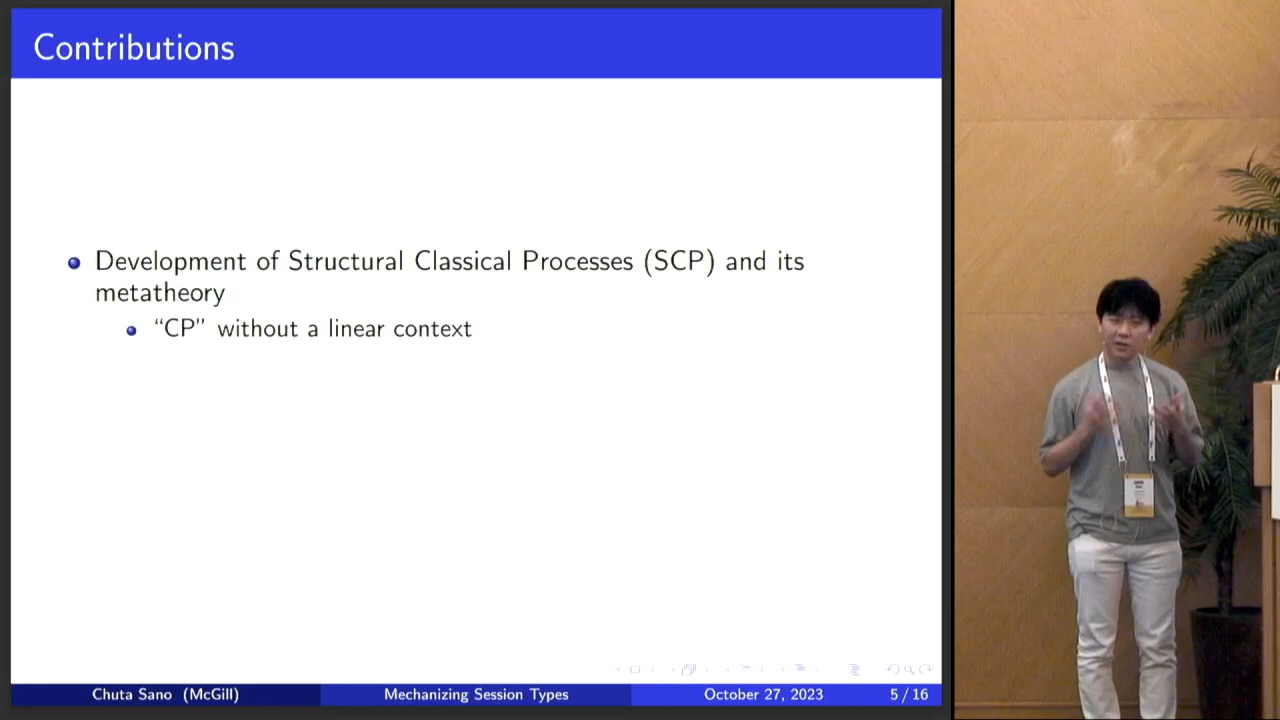 Contributions
Development of Structural Classical Processes (SCP) and its
metatheory
“CP” without a linear context
Chuta Sano (McGill)
Mechanizing Session Types
October 27, 2023
5 / 16